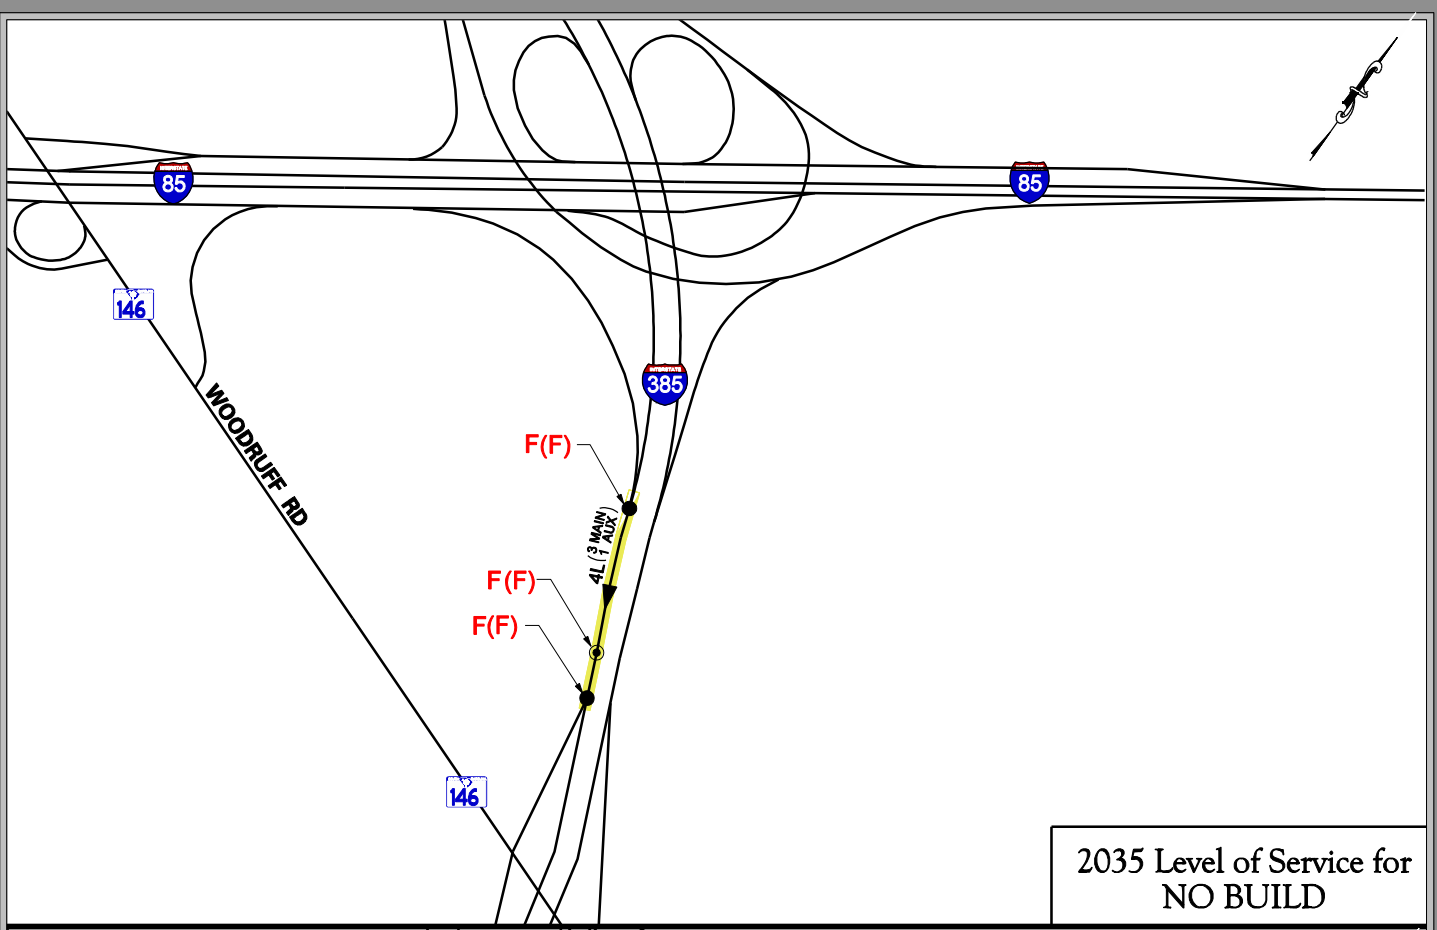 85
85
146
385
WOODRUFF RD
F(F)
4L(3 MAIN
1 AUX)
F(F)
F(F)
146
2035 Level of Service for
NO BUILD